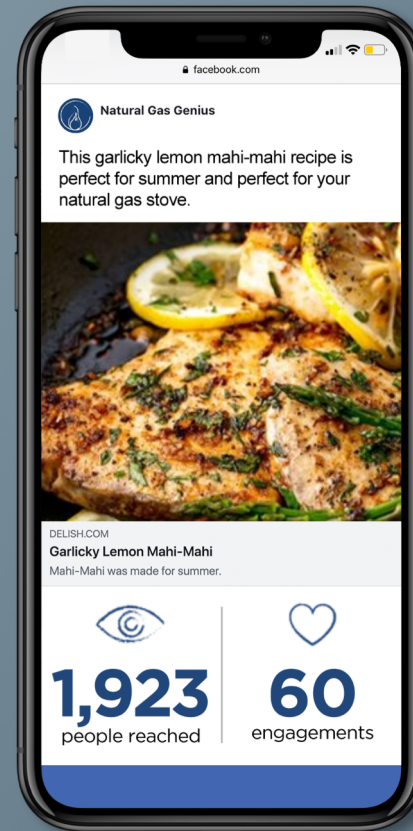 facebook.com
Natural Gas Genius
This garlicky lemon mahi-mahi recipe is
perfect for summer and perfect for your
natural gas stove.
DELISH.COM
Garlicky Lemon Mahi-Mahi
Mahi-Mahi was made for summer.
1,923
people reached
60
engagements